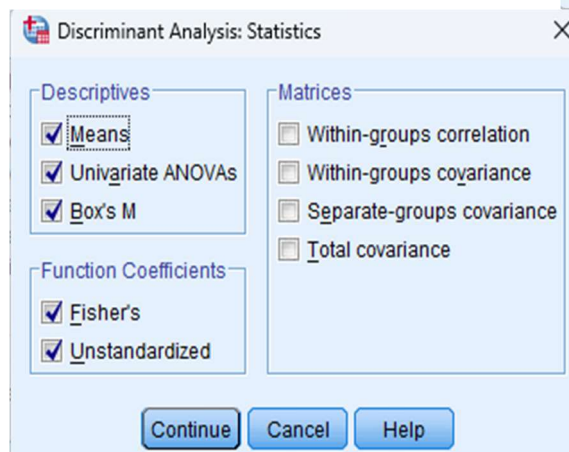 Discriminant Analysis: Statistics
Descriptives
Means
Univariate ANOVAs
Box's M
Function Coefficients
Fisher's
Unstandardized
Matrices
Within-groups correlation
Within-groups covariance
Separate-groups covariance
Total covariance
Continue
Cancel
Help